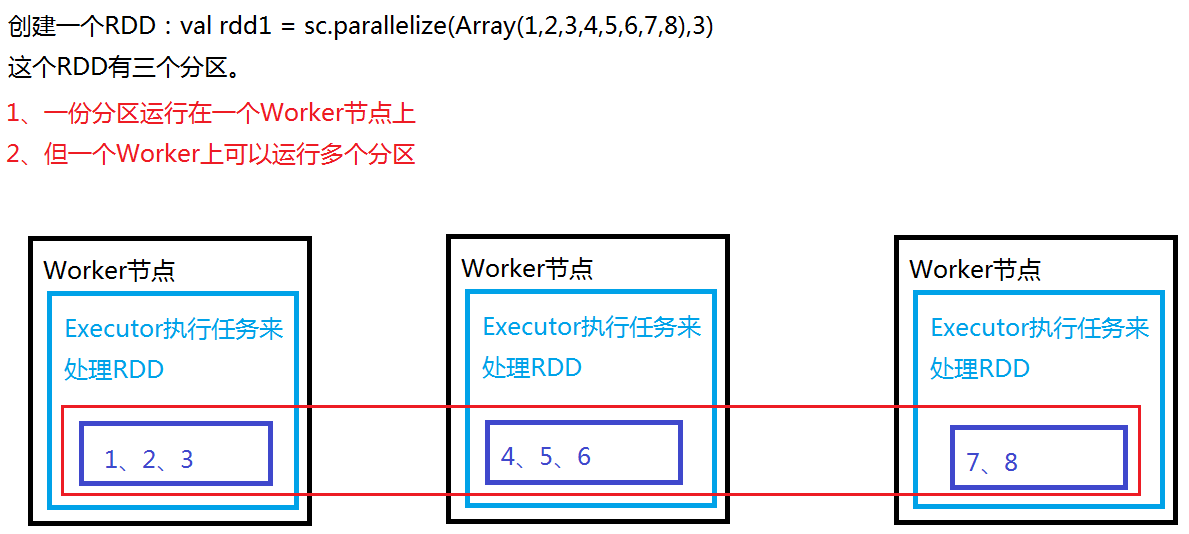 创建一个RDD：val rdd1 = sc.parallelize(Array(1,2,3,4,5,6,7,8),3)
这个RDD有三个分区。
1、一份分区运行在一个Worker节点上
2、但一个Worker上可以运行多个分区
Worker节点
Executor执行任务来
处理RDD
1、2、3
Worker节点
Executor执行任务来
处理RDD
4、5、6
Worker节点
Executor执行任务来
处理RDD
7、8